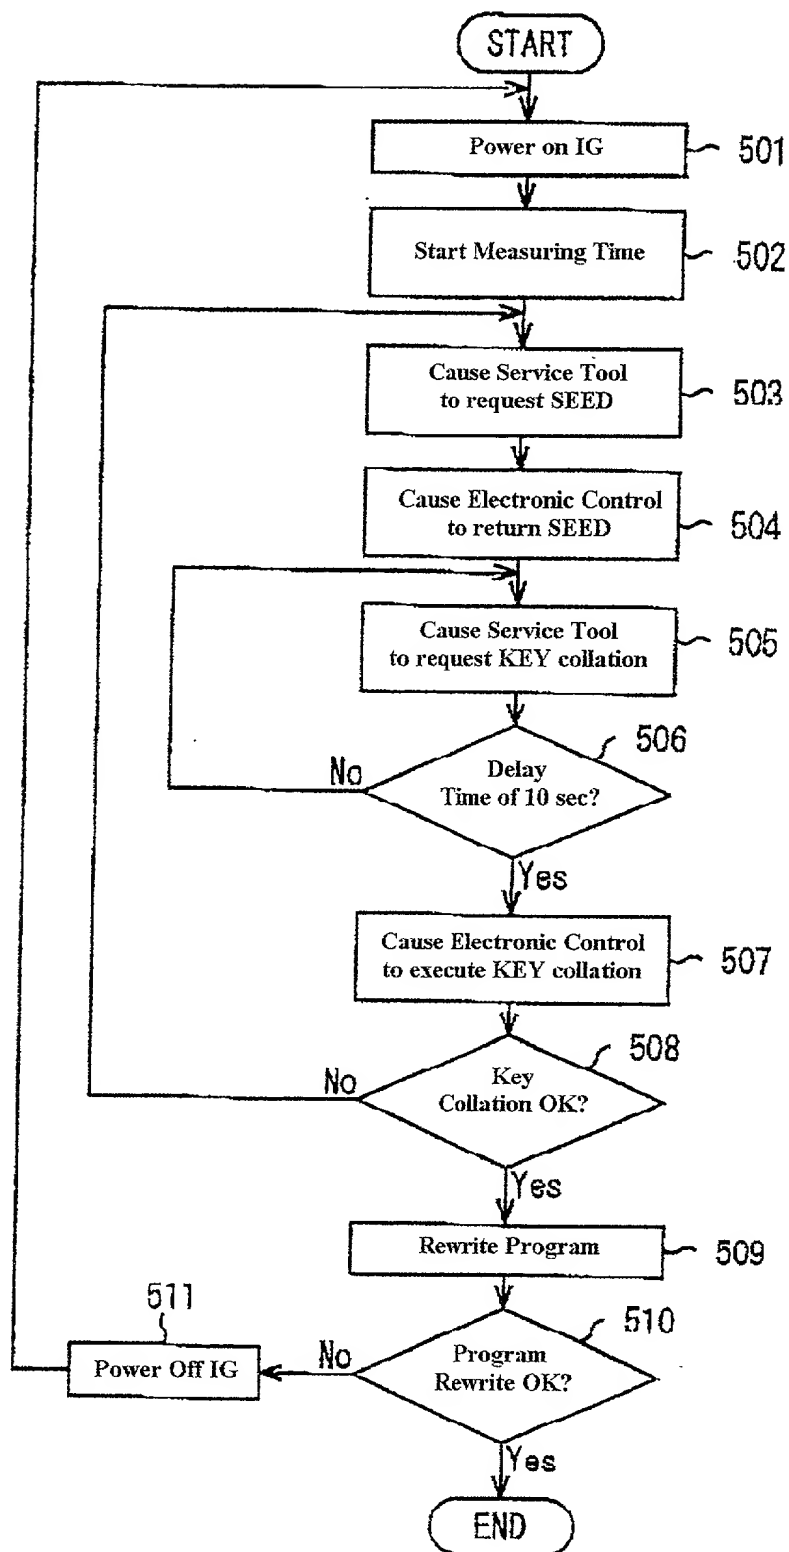 START
Power on IG
501
Start Measuring Time
502
Cause Service Tool
to request SEED
503
Cause Electronic Control
to return SEED
504
Cause Service Tool
to request KEY collation
505
506
Delay
Time of 10 sec?
No
Yes
Cause Electronic Control
to execute KEY collation
507
508
Key
Collation OK?
No
Yes
Rewrite Program
509
510
Program
Rewrite OK?
No
511
Power Off IG
Yes
END